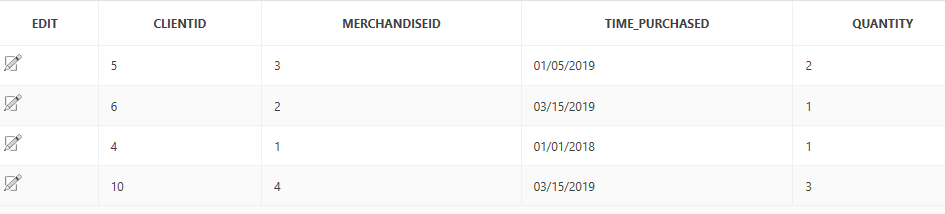 EDIT CLIENTID MERCHANDISEID TIME_PURCHASED QUANTITY
5 3 01/05/2019 2
6 2 03/15/2019 1
4 1 01/01/2018 1
10 4 03/15/2019 3